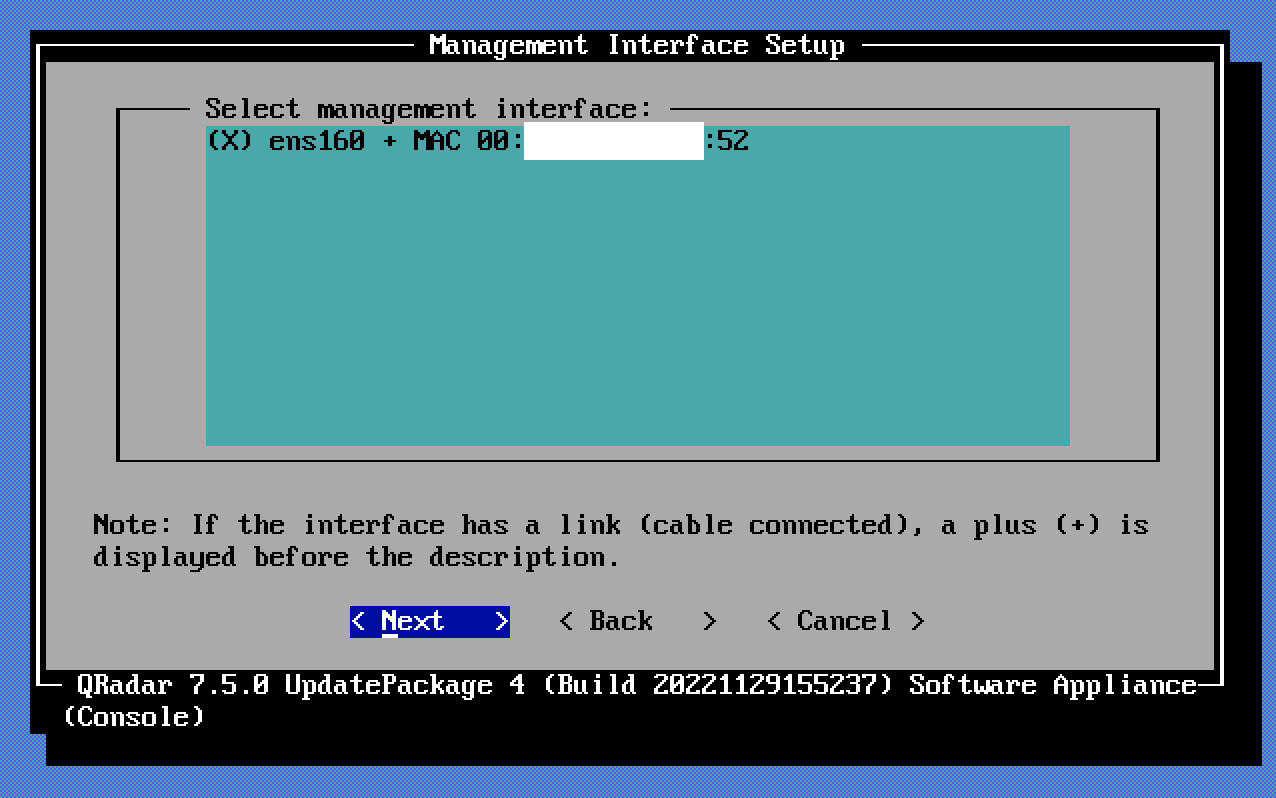 Management Interface Setup
Select management interface:
(X) ens160 + MAC 00: :52
Note: If the interface has a link (cable connected), a plus (+) is
displayed before the description.
< Next > < Back > < Cancel >
QRadar 7.5.0 UpdatePackage 4 (Build 20221129155237) Software Appliance
(Console)